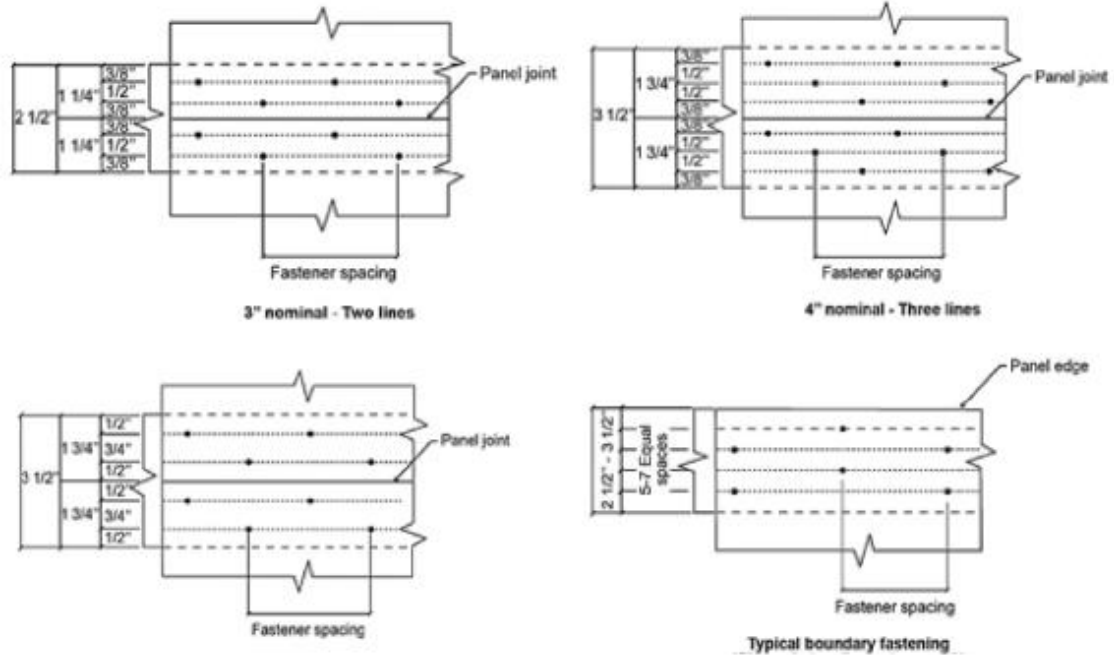 3/8"
1/2"
3/8"
3/8"
1/2"
3/8"
1 1/4"
1 1/4"
2 1/2"
Panel joint
Fastener spacing
3" nominal - Two lines
3/8"
1/2"
1/2"
3/8"
3/8"
1/2"
1/2"
3/8"
1 3/4"
1 3/4"
3 1/2"
Panel joint
Fastener spacing
4" nominal - Three lines
1/2"
3/4"
1/2"
1/2"
3/4"
1/2"
1 3/4"
1 3/4"
3 1/2"
Panel joint
Fastener spacing
Panel edge
2 1/2" - 3 1/2"
5-7 Equal
spaces
Fastener spacing
Typical boundary fastening